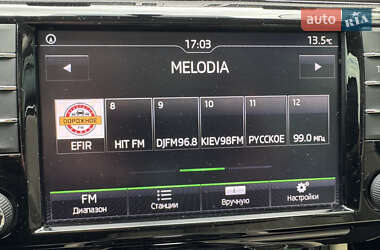 auto RIA
17:03
13.5°C
MELODIA
ДОРОЖНОЕ
EFIR
8
HIT FM
9
DJFM96.8
10
KIEV98FM
11
РУССКОЕ
12
99.0 мгц
FM
Диапазон
Станции
Вручную
Настройки